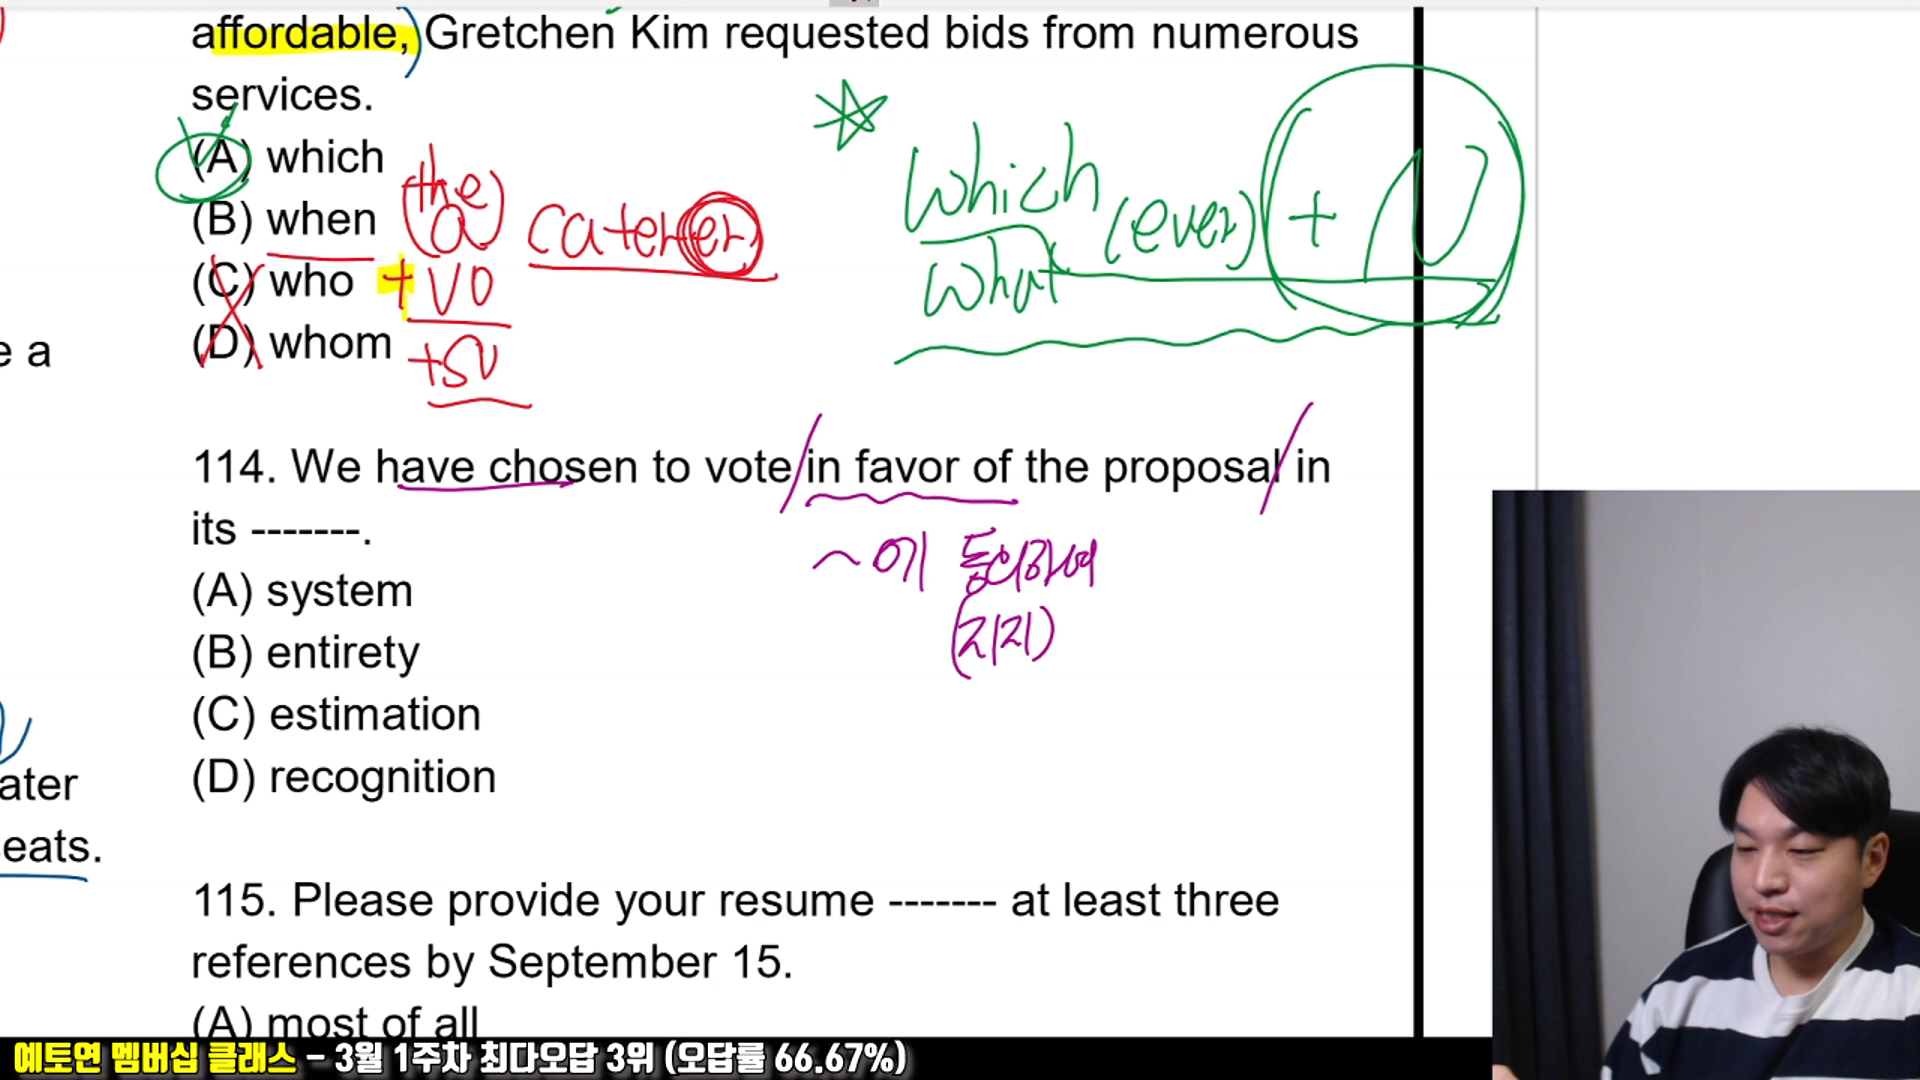 affordable, Gretchen Kim requested bids from numerous
services.
(A) which
(B) when
(C) who
(D) whom
(the
a)
+ VO
+SV
cater(er)
which
what
(ever)
+ N
e a
114. We have chosen to vote in favor of the proposal in
its -------.
~에 동의하여
(지지)
(A) system
(B) entirety
(C) estimation
(D) recognition
ater
eats.
115. Please provide your resume ------- at least three
references by September 15.
(A) most of all
예토연 멤버십 클래스 - 3월 1주차 최다오답 3위 (오답률 66.67%)